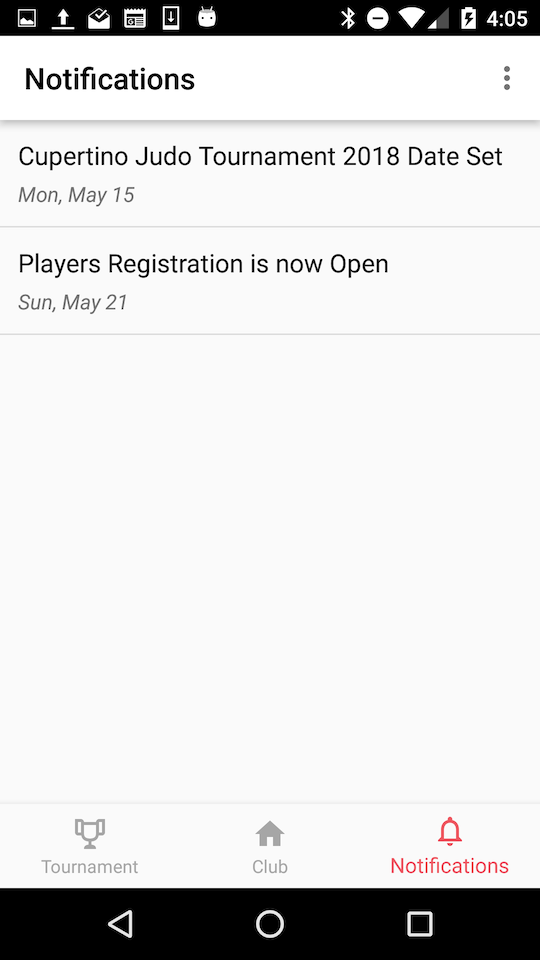 4:05
Notifications
Cupertino Judo Tournament 2018 Date Set
Mon, May 15
Players Registration is now Open
Sun, May 21
Tournament
Club
Notifications